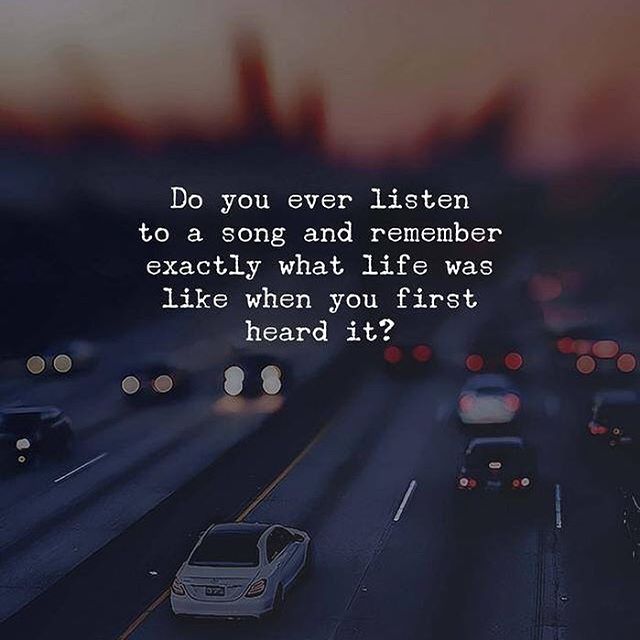 Do you ever listen
to a song and remember
exactly what life was
like when you first
heard it?